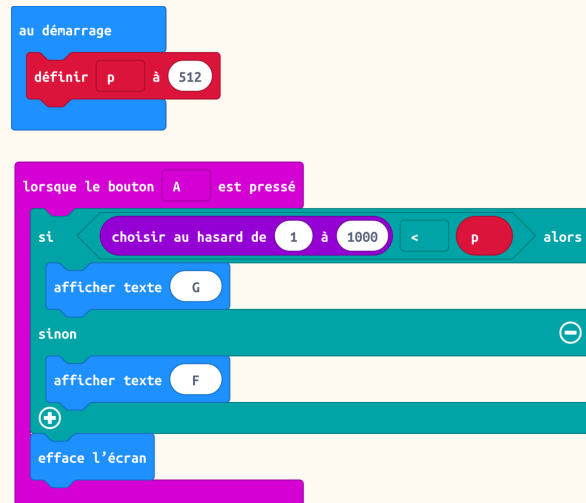 au démarrage
définir p à 512
lorsque le bouton A est pressé
si choisir au hasard de 1 à 1000 < p alors
afficher texte G
sinon
afficher texte F
efface l’écran